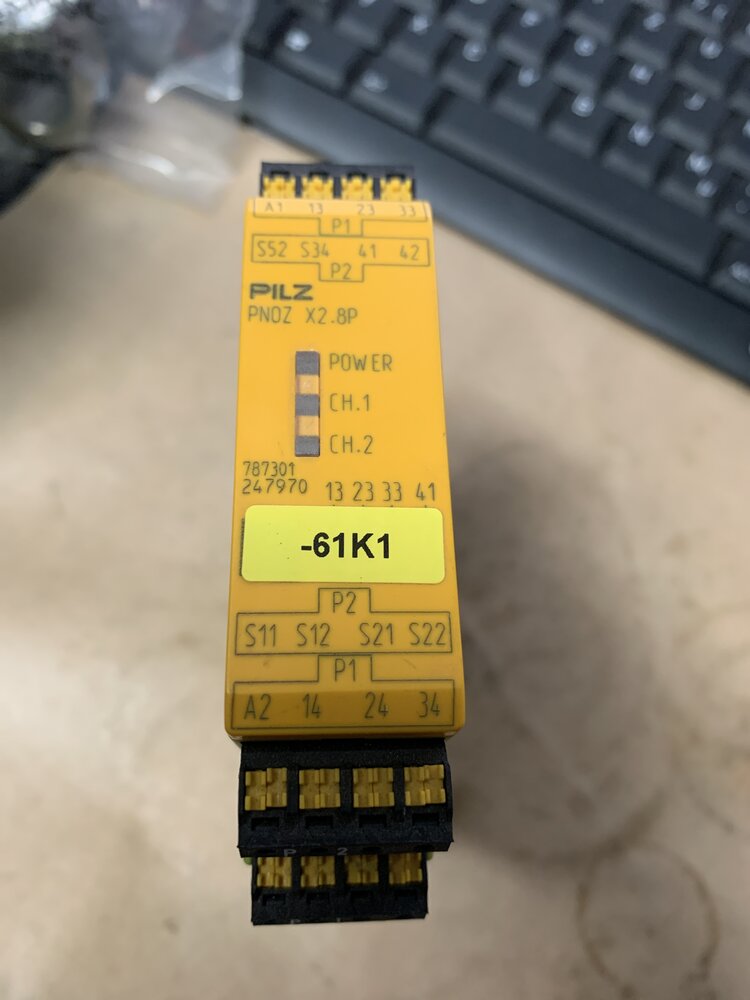 A1 13 23 33
P1
S52 S34 41 42
P2
PILZ
PNOZ X2.8P
POWER
CH.1
CH.2
787301
247970
13 23 33 41
-61K1
P2
S11 S12 S21 S22
P1
A2 14 24 34
P 2